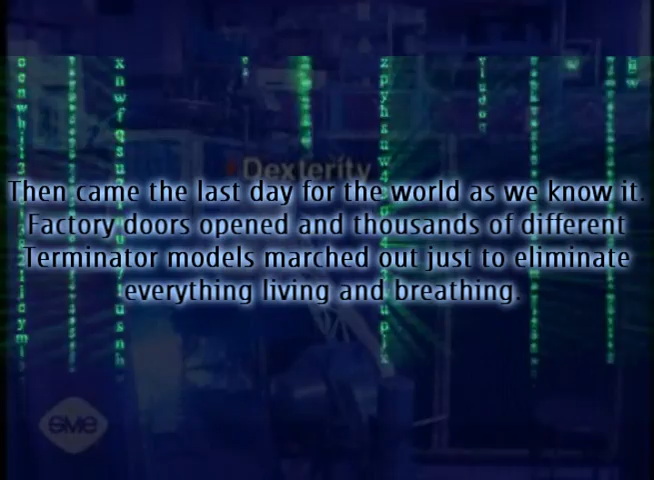 Dexterity
Then came the last day for the world as we know it.
Factory doors opened and thousands of different
Terminator models marched out just to eliminate
everything living and breathing.
SME